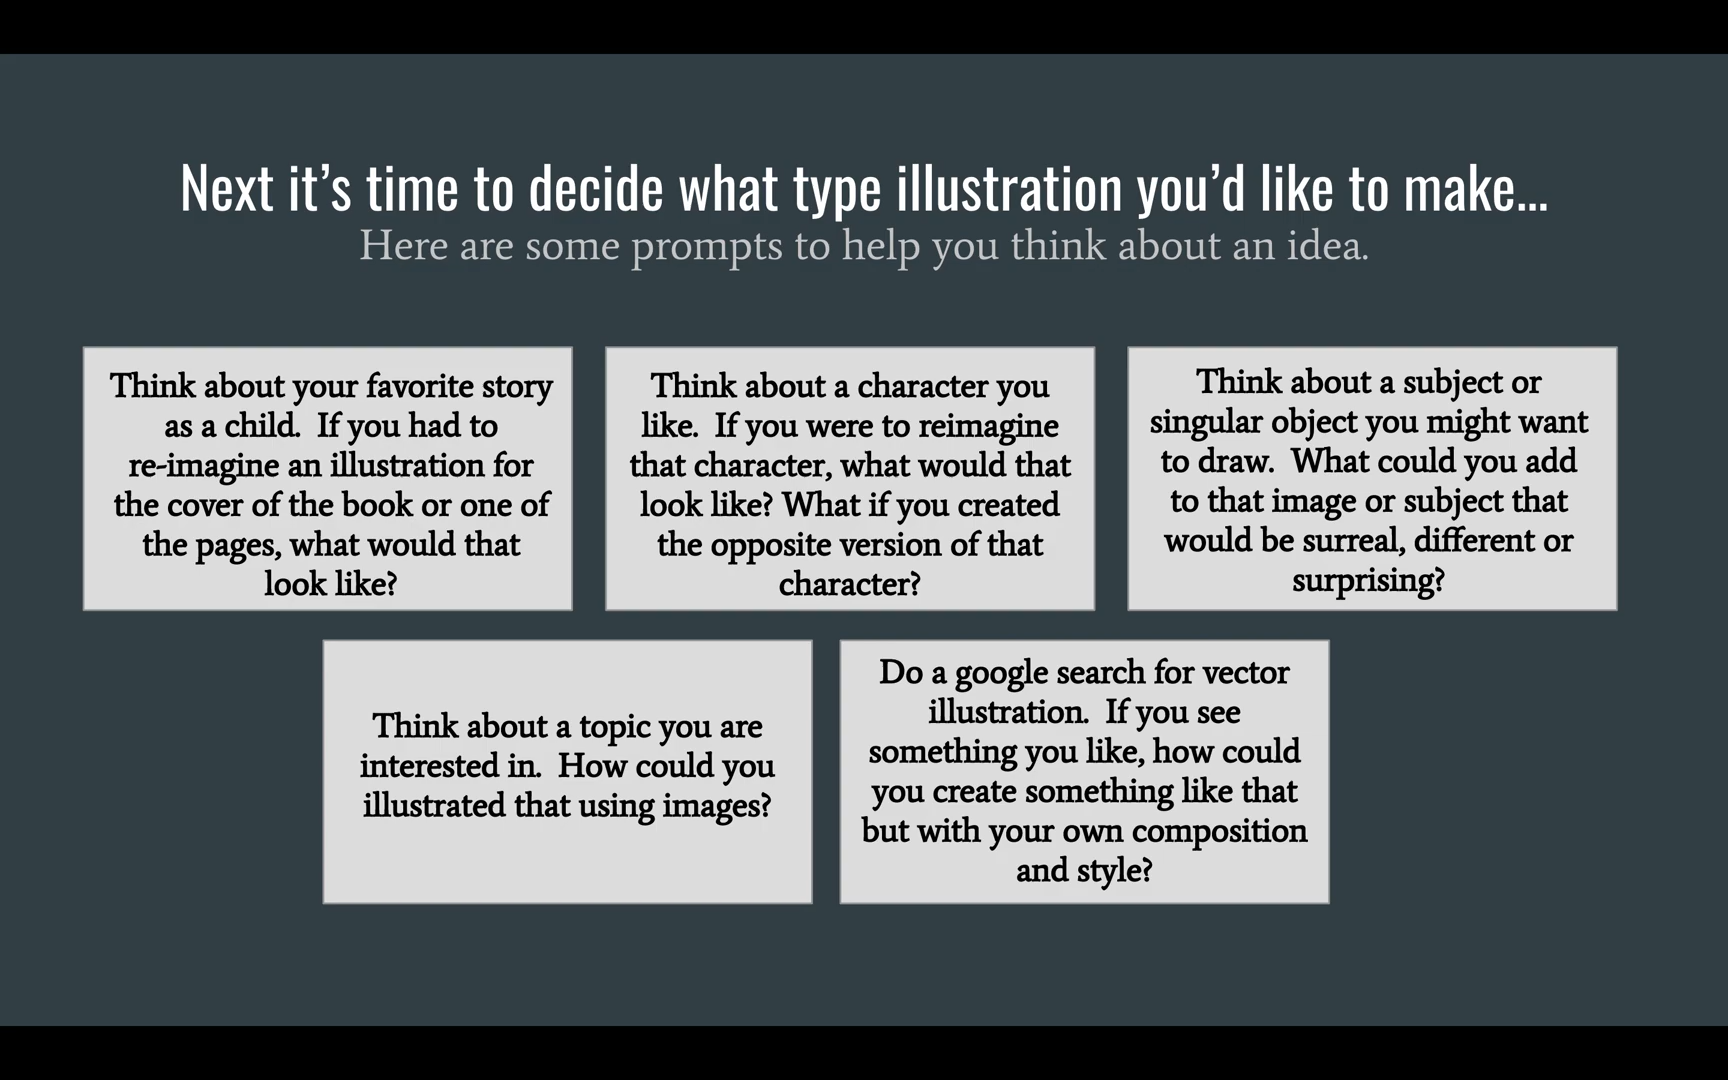 Next it’s time to decide what type illustration you’d like to make...
Here are some prompts to help you think about an idea.
Think about your favorite story
as a child.  If you had to
re-imagine an illustration for
the cover of the book or one of
the pages, what would that
look like?
Think about a character you
like.  If you were to reimagine
that character, what would that
look like? What if you created
the opposite version of that
character?
Think about a subject or
singular object you might want
to draw.  What could you add
to that image or subject that
would be surreal, different or
surprising?
Think about a topic you are
interested in.  How could you
illustrated that using images?
Do a google search for vector
illustration.  If you see
something you like, how could
you create something like that
but with your own composition
and style?